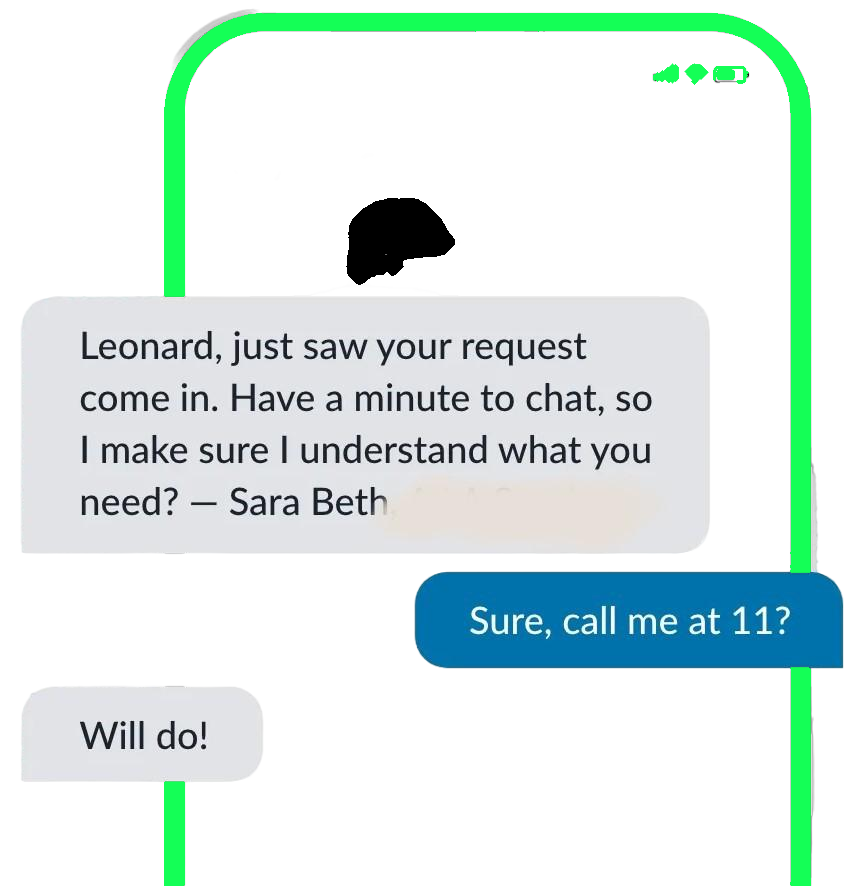 Leonard, just saw your request
come in. Have a minute to chat, so
I make sure I understand what you
need? — Sara Beth,
Sure, call me at 11?
Will do!